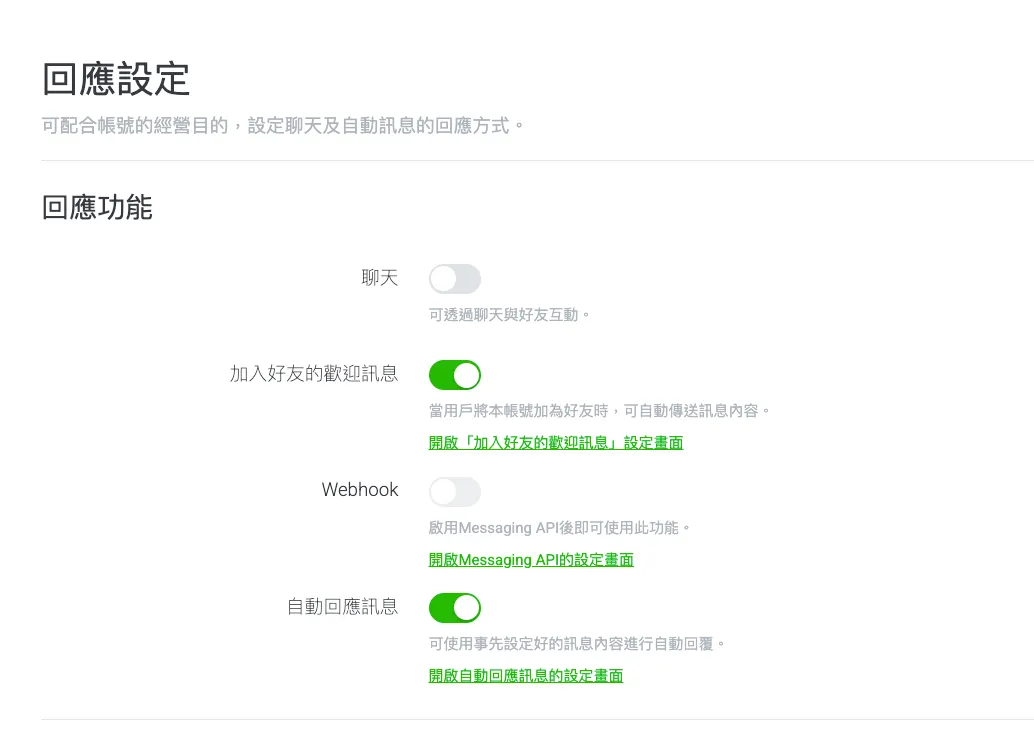 回應設定
可配合帳號的經營目的，設定聊天及自動訊息的回應方式。
回應功能
聊天
可透過聊天與好友互動。
加入好友的歡迎訊息
當用戶將本帳號加為好友時，可自動傳送訊息內容。
開啟「加入好友的歡迎訊息」設定畫面
Webhook
啟用Messaging API後即可使用此功能。
開啟Messaging API的設定畫面
自動回應訊息
可使用事先設定好的訊息內容進行自動回覆。
開啟自動回應訊息的設定畫面